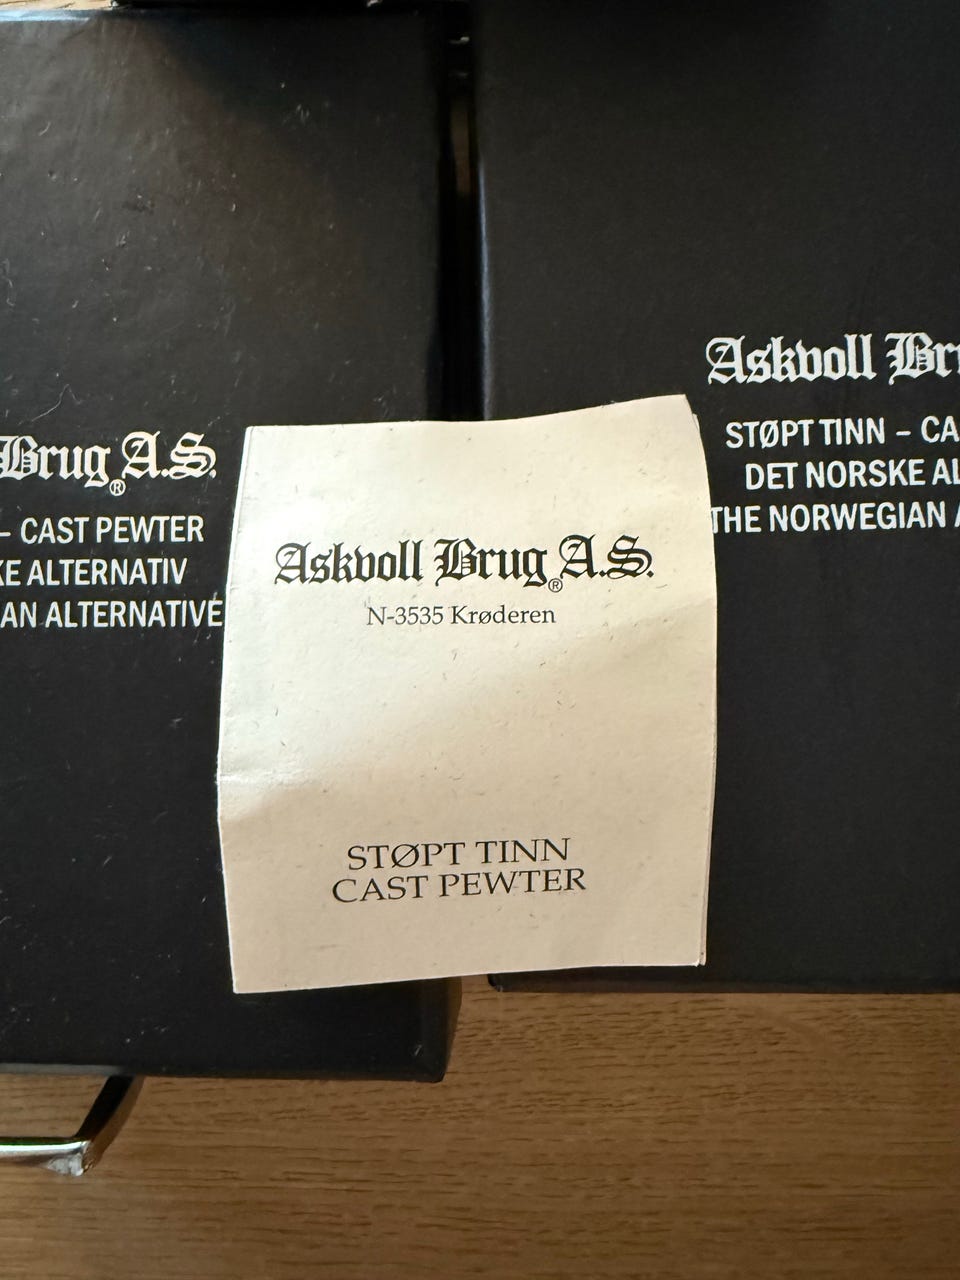 Brug A.S.®
– CAST PEWTER
KE ALTERNATIV
AN ALTERNATIVE
Askvoll Brug A.S.®
N-3535 Krøderen
STØPT TINN
CAST PEWTER
Askvoll Bru
STØPT TINN – CA
DET NORSKE AL
THE NORWEGIAN A